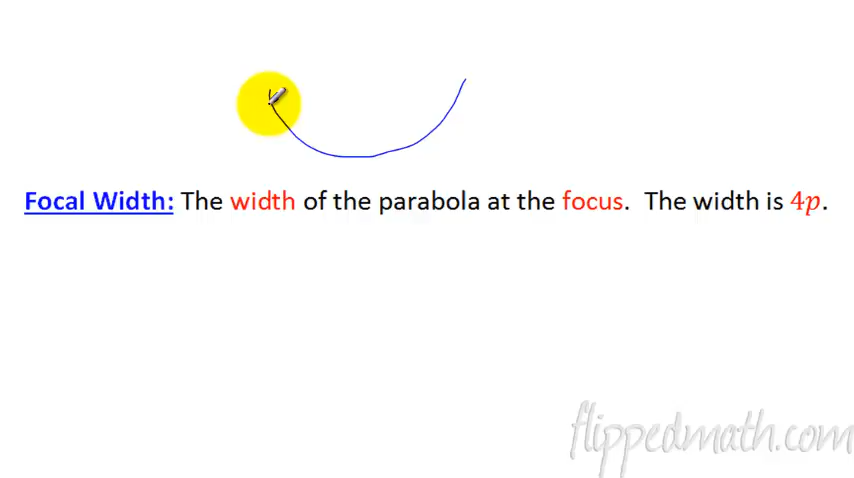 Focal Width: The width of the parabola at the focus. The width is 4p.
flippedmath.com